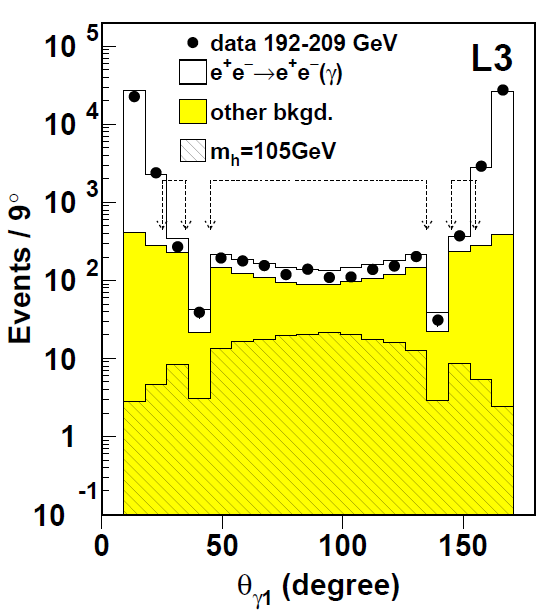 L3
data 192-209 GeV
e⁺e⁻→e⁺e⁻(γ)
other bkgd.
mₕ=105GeV
Events / 9°
10⁵
10⁴
10³
10²
10
1
10⁻¹
0 50 100 150
θγ1 (degree)